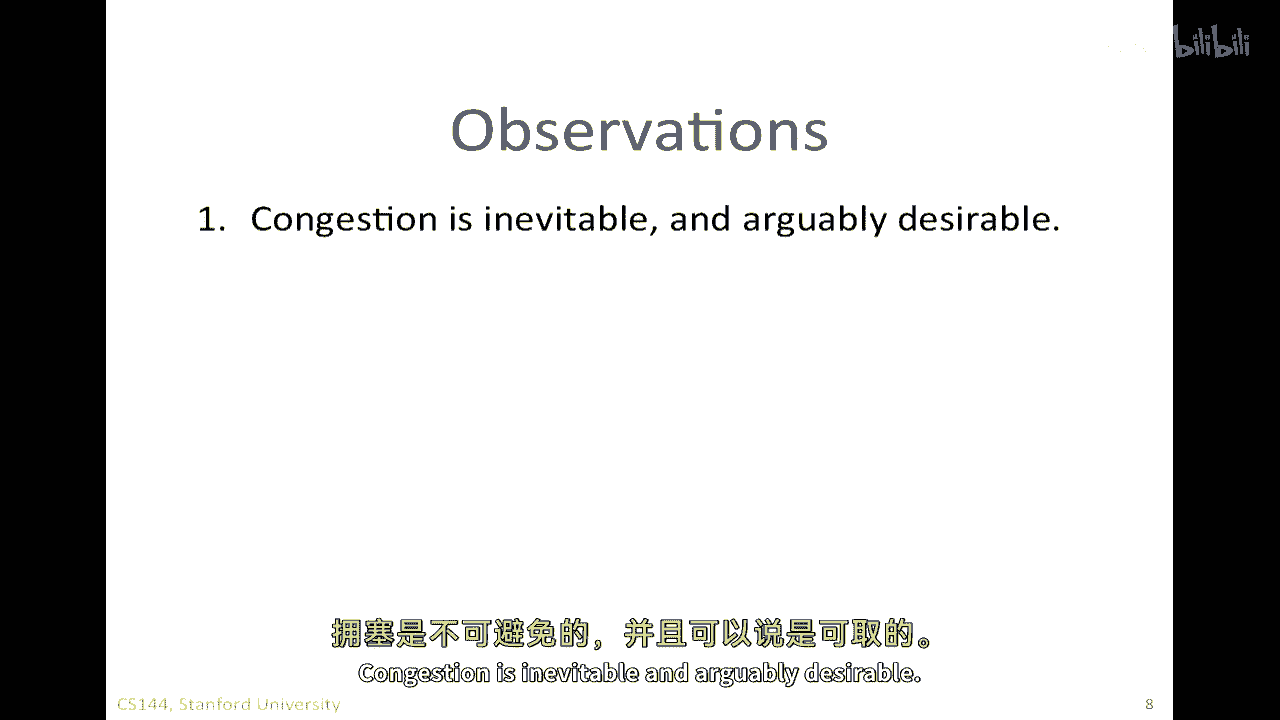 bilibili
Observations
1. Congestion is inevitable, and arguably desirable.
拥塞是不可避免的，并且可以说是可取的。
Congestion is inevitable and arguably desirable.
CS144, Stanford University
8